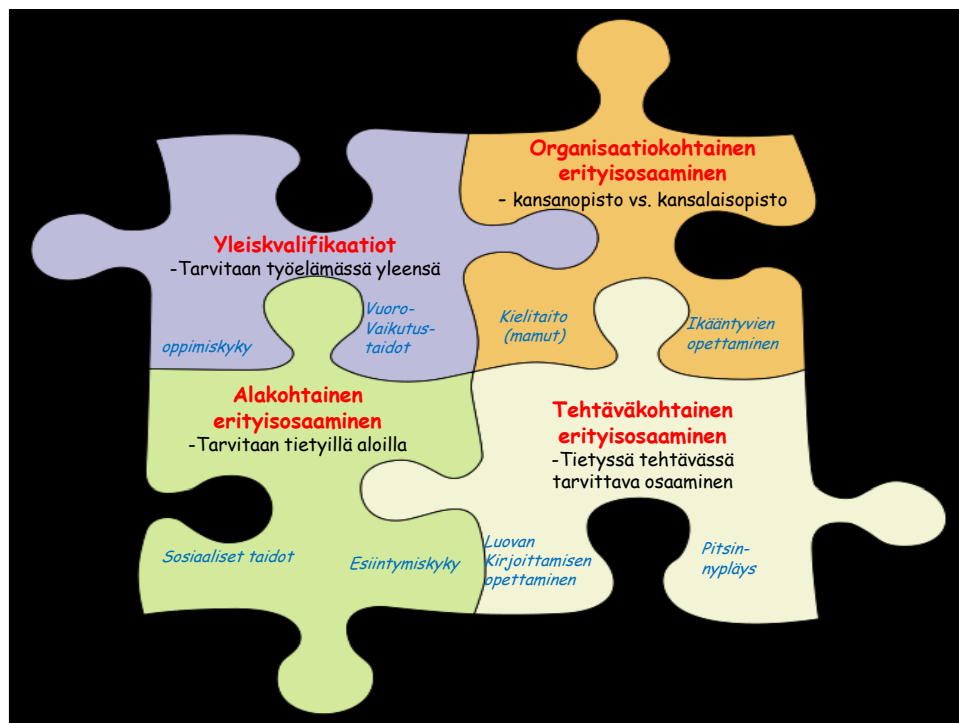 Organisaatiokohtainen
erityisosaaminen
- kansanopisto vs. kansalaisopisto
Yleiskvalifikaatiot
-Tarvitaan työelämässä yleensä
oppimiskyky
Vuoro-
Vaikutus-
taidot
Kielitaito
(mamut)
Ikääntyvien
opettaminen
Alakohtainen
erityisosaaminen
-Tarvitaan tietyillä aloilla
Tehtäväkohtainen
erityisosaaminen
-Tietyssä tehtävässä
tarvittava osaaminen
Sosiaaliset taidot
Esiintymiskyky
Luovan
Kirjoittamisen
opettaminen
Pitsin-
nypläys